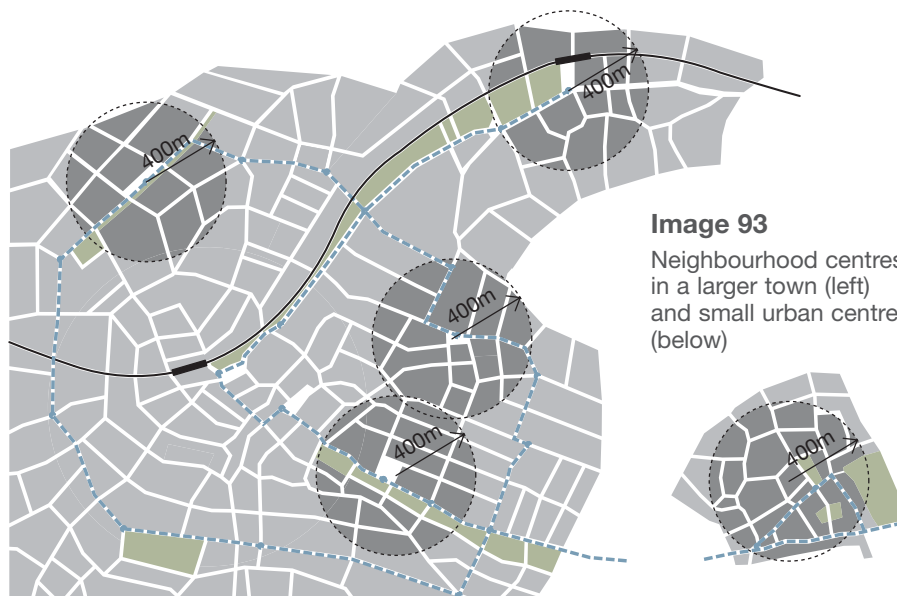 400m
400m
Image 93
Neighbourhood centres
in a larger town (left)
and small urban centre
(below)
400m
400m
400m